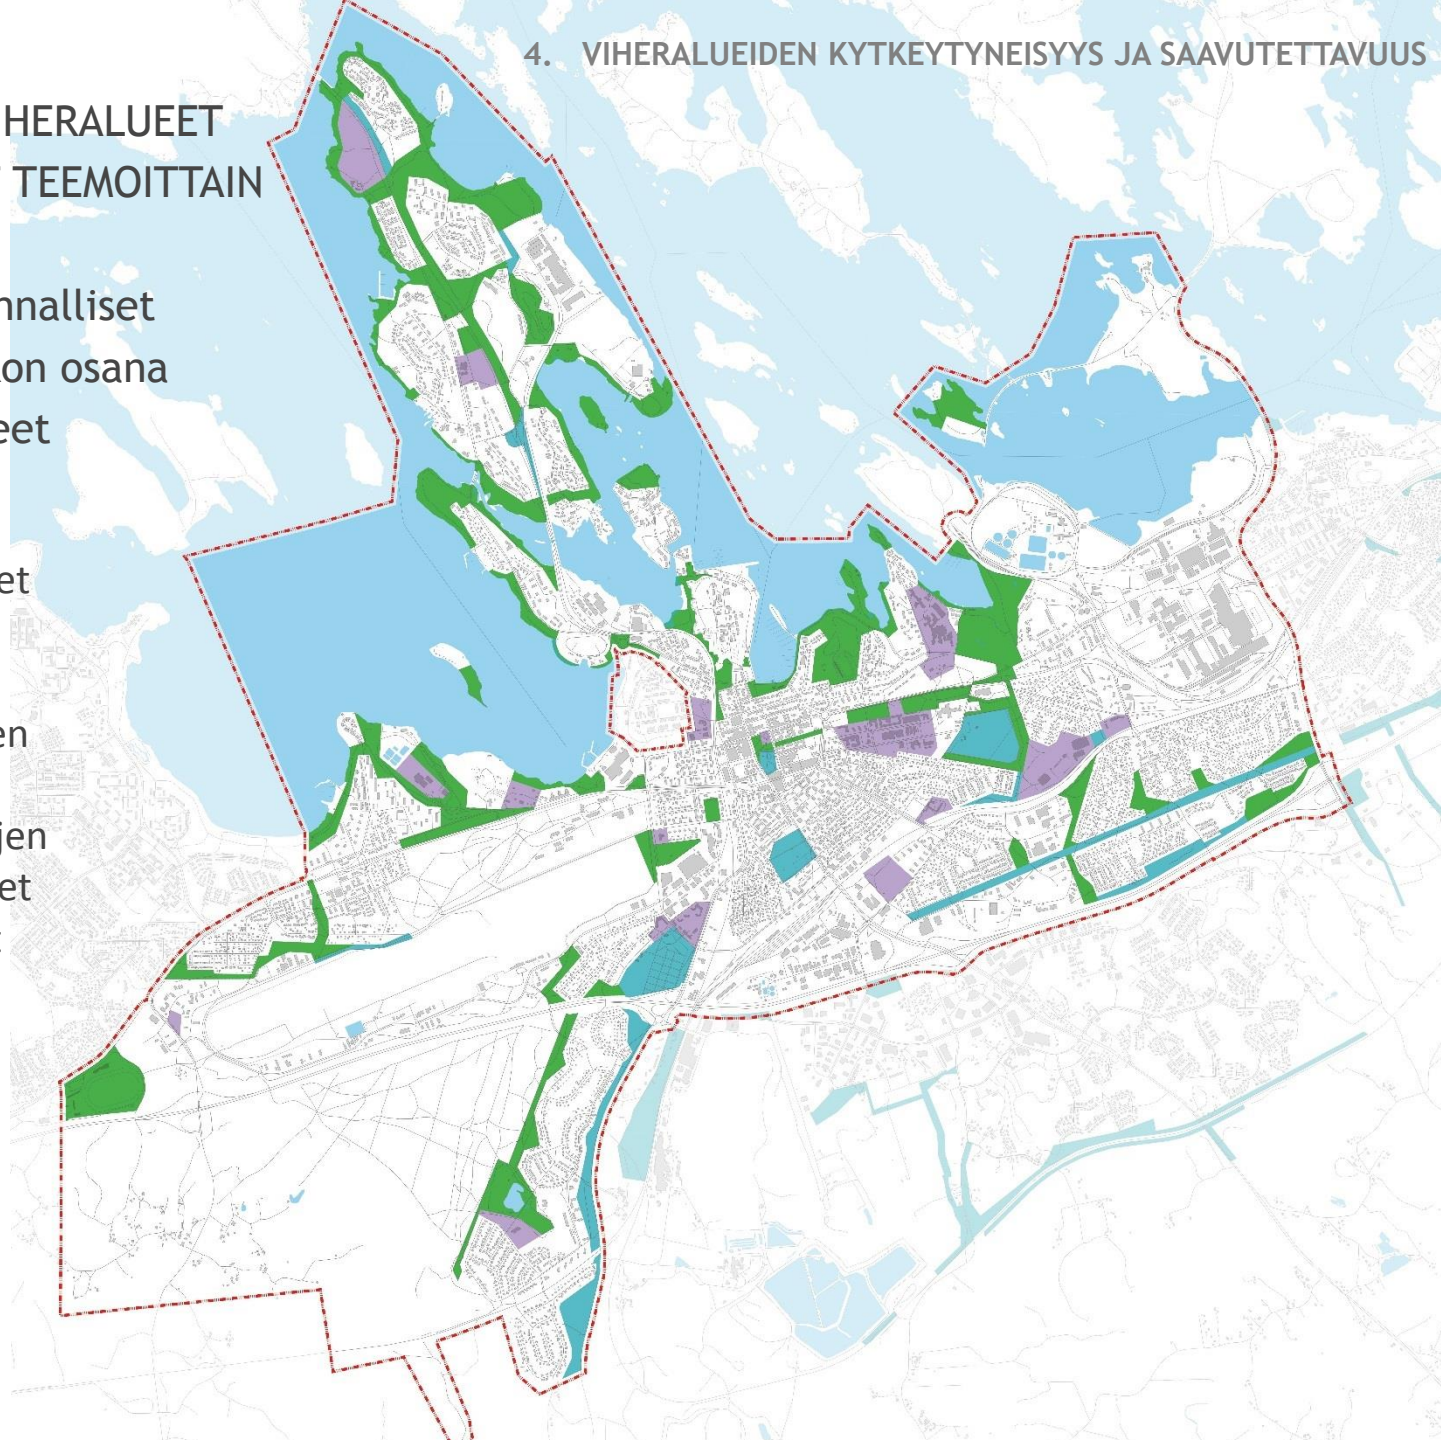 4. VIHERALUEIDEN KYTKEYTYNEISYYS JA SAAVUTETTAVUUS
HERALUEET
TEEMOITTAIN
nnalliset
on osana
eet
et
en
jen
et